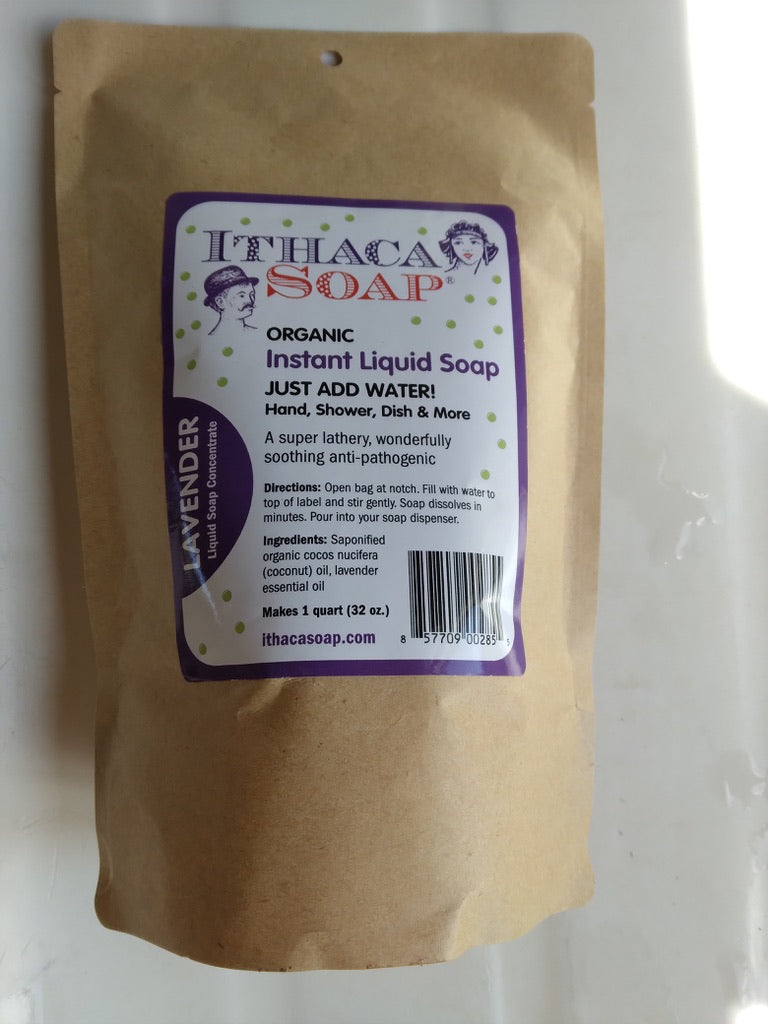 ITHACA
SOAP®
ORGANIC
Instant Liquid Soap
JUST ADD WATER!
Hand, Shower, Dish & More
A super lathery, wonderfully
soothing anti-pathogenic
LAVENDER
Liquid Soap Concentrate
Directions: Open bag at notch. Fill with water to
top of label and stir gently. Soap dissolves in
minutes. Pour into your soap dispenser.
Ingredients: Saponified
organic cocos nucifera
(coconut) oil, lavender
essential oil
Makes 1 quart (32 oz.)
ithacasoap.com
8 57709 00285 5